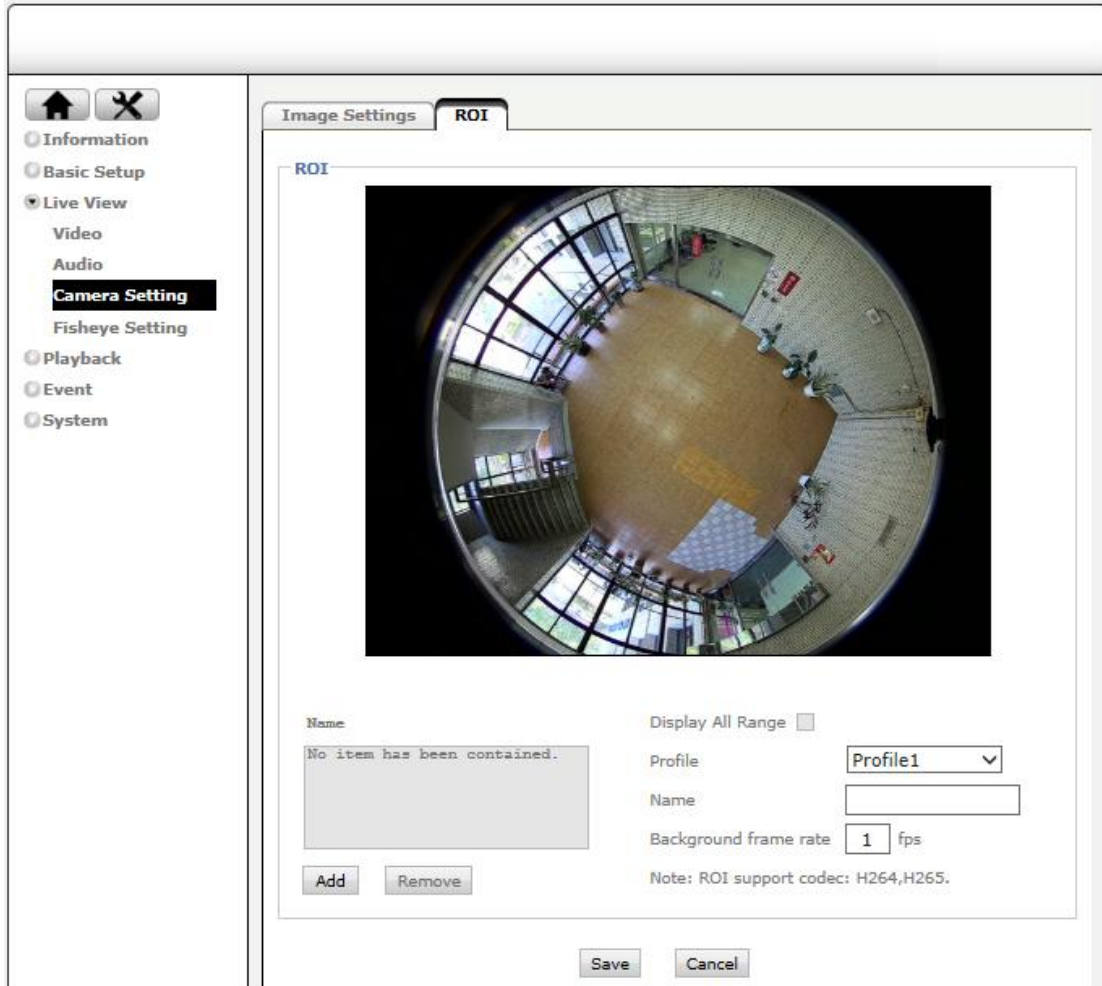 Image Settings ROI
Information
Basic Setup
Live View
Video
Audio
Camera Setting
Fisheye Setting
Playback
Event
System
ROI
Name
No item has been contained.
Add Remove
Display All Range
Profile Profile1
Name
Background frame rate 1 fps
Note: ROI support codec: H264,H265.
Save Cancel